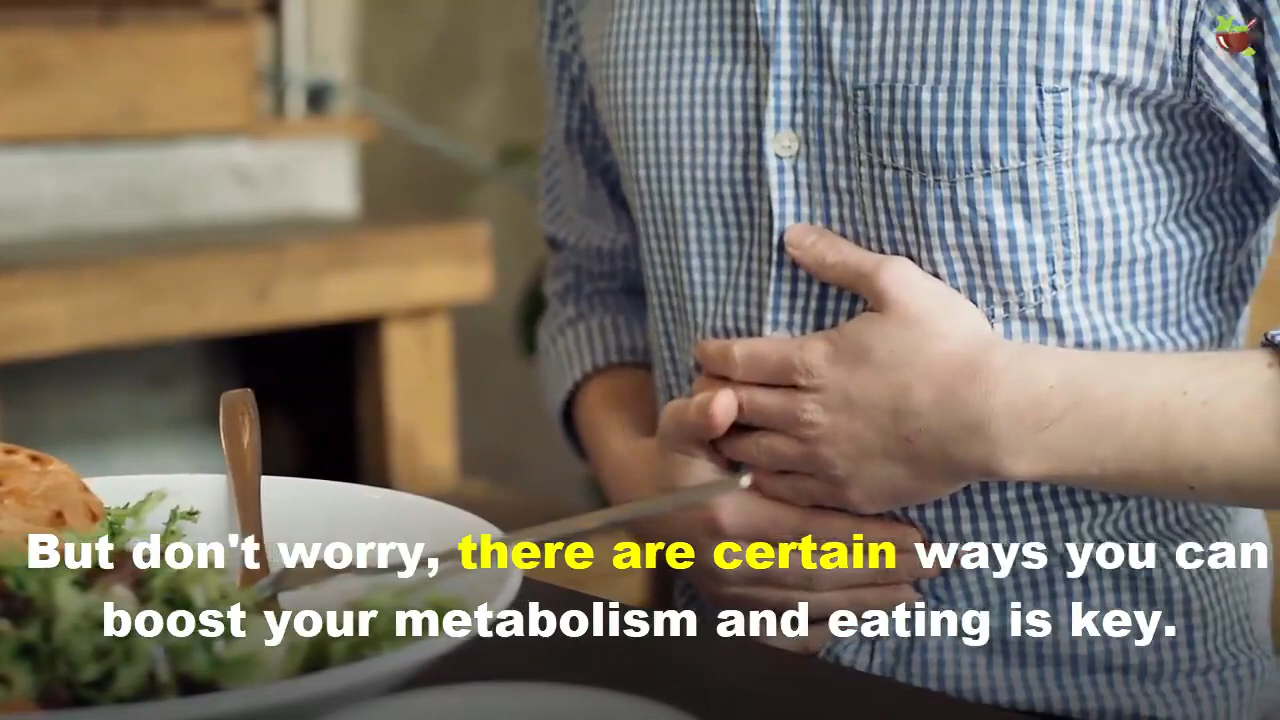 But don't worry, there are certain ways you can
boost your metabolism and eating is key.